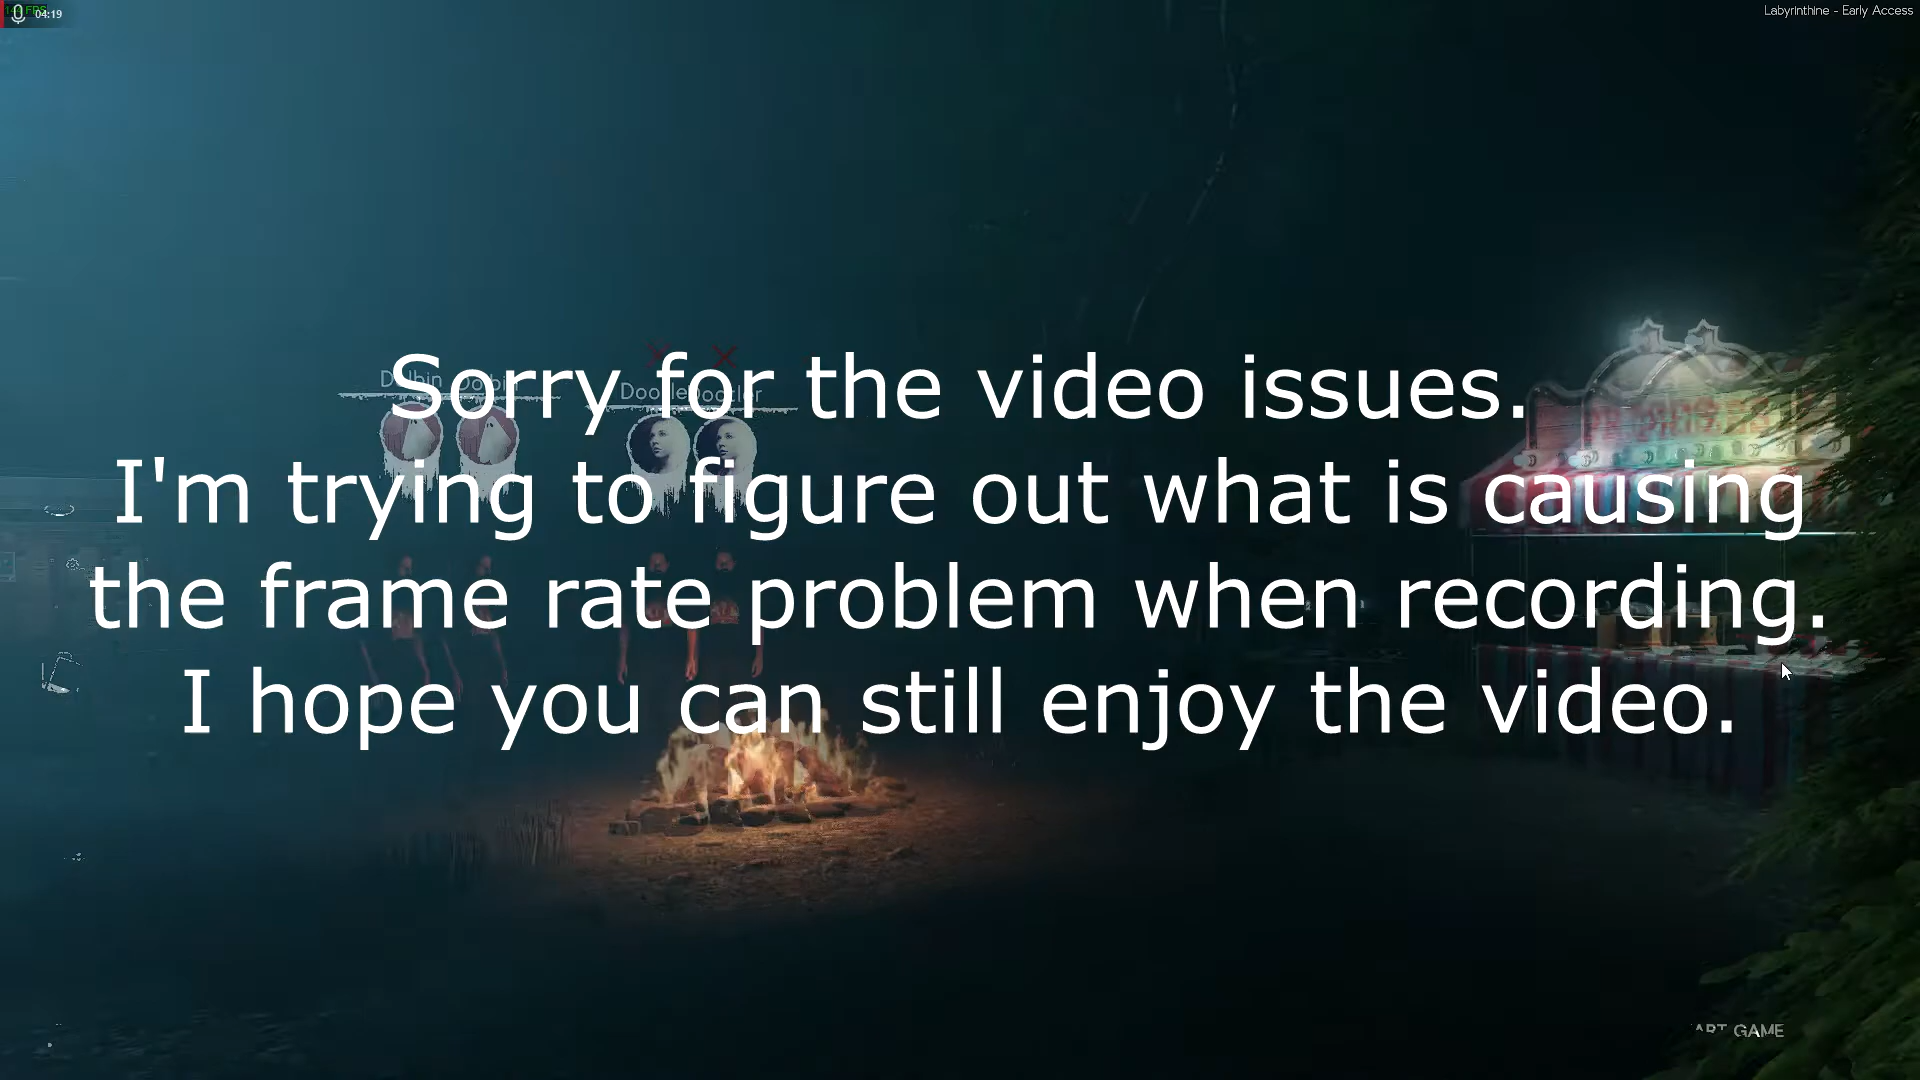 04:19
Labyrinthine - Early Access
Sorry for the video issues.
I'm trying to figure out what is causing
the frame rate problem when recording.
I hope you can still enjoy the video.
GAME